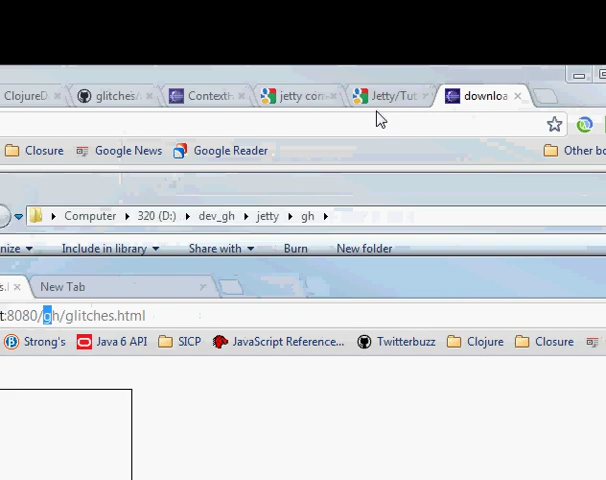 ClojureD glitches/ Contexth jetty com Jetty/Tut downloa
Closure Google News Google Reader Other bo
Computer 320 (D:) dev_gh jetty gh
nize Include in library Share with Burn New folder
s.l New Tab
t:8080/gh/glitches.html
Strong's Java 6 API SICP JavaScript Reference... Twitterbuzz Clojure Closure